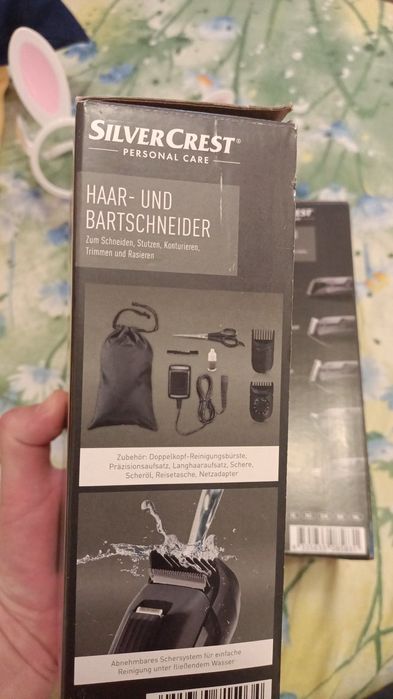 SILVERCREST®
PERSONAL CARE
HAAR- UND
BARTSCHNEIDER
Zum Schneiden, Stutzen, Konturieren,
Trimmen und Rasieren
Zubehör: Doppelkopf-Reinigungsbürste,
Präzisionsaufsatz, Langhaaraufsatz, Schere,
Scheröl, Reisetasche, Netzadapter
Abnehmbares Schersystem für einfache
Reinigung unter fließendem Wasser
CREST®